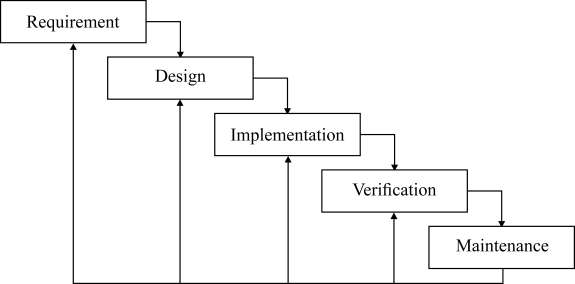 Requirement
Design
Implementation
Verification
Maintenance